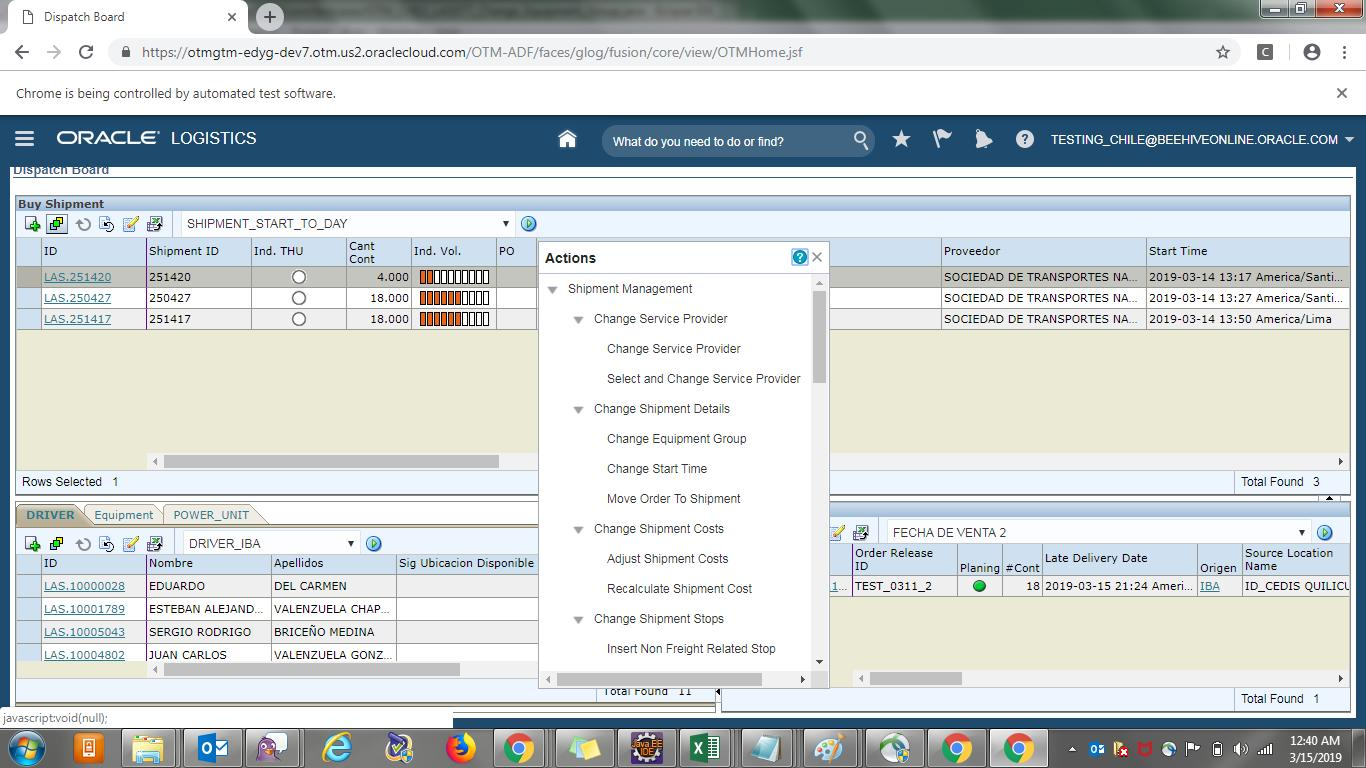 Dispatch Board
https://otmgtm-edyg-dev7.otm.us2.oraclecloud.com/OTM-ADF/faces/glog/fusion/core/view/OTMHome.jsf
C
Chrome is being controlled by automated test software.
ORACLE LOGISTICS
What do you need to do or find?
TESTING_CHILE@BEEHIVEONLINE.ORACLE.COM
Dispatch Board
Buy Shipment
SHIPMENT_START_TO_DAY
ID Shipment ID Ind. THU Cant Cont Ind. Vol. PO Proveedor Start Time
LAS.251420 251420 4.000 SOCIEDAD DE TRANSPORTES NA... 2019-03-14 13:17 America/Santi...
LAS.250427 250427 18.000 SOCIEDAD DE TRANSPORTES NA... 2019-03-14 13:27 America/Santi...
LAS.251417 251417 18.000 SOCIEDAD DE TRANSPORTES NA... 2019-03-14 13:50 America/Lima
Rows Selected 1
Total Found 3
Actions
Shipment Management
Change Service Provider
Change Service Provider
Select and Change Service Provider
Change Shipment Details
Change Equipment Group
Change Start Time
Move Order To Shipment
Change Shipment Costs
Adjust Shipment Costs
Recalculate Shipment Cost
Change Shipment Stops
Insert Non Freight Related Stop
DRIVER Equipment POWER_UNIT
DRIVER_IBA
ID Nombre Apellidos Sig Ubicacion Disponible
LAS.10000028 EDUARDO DEL CARMEN
LAS.10001789 ESTEBAN ALEJAND... VALENZUELA CHAP...
LAS.10005043 SERGIO RODRIGO BRICEÑO MEDINA
LAS.10004802 JUAN CARLOS VALENZUELA GONZ...
Total Found 11
FECHA DE VENTA 2
Order Release ID Planing #Cont Late Delivery Date Origen Source Location Name
1... TEST_0311_2 18 2019-03-15 21:24 Ameri... IBA ID_CEDIS QUILICU
Total Found 1
javascript:void(null);
Java EE
IDE
12:40 AM
3/15/2019